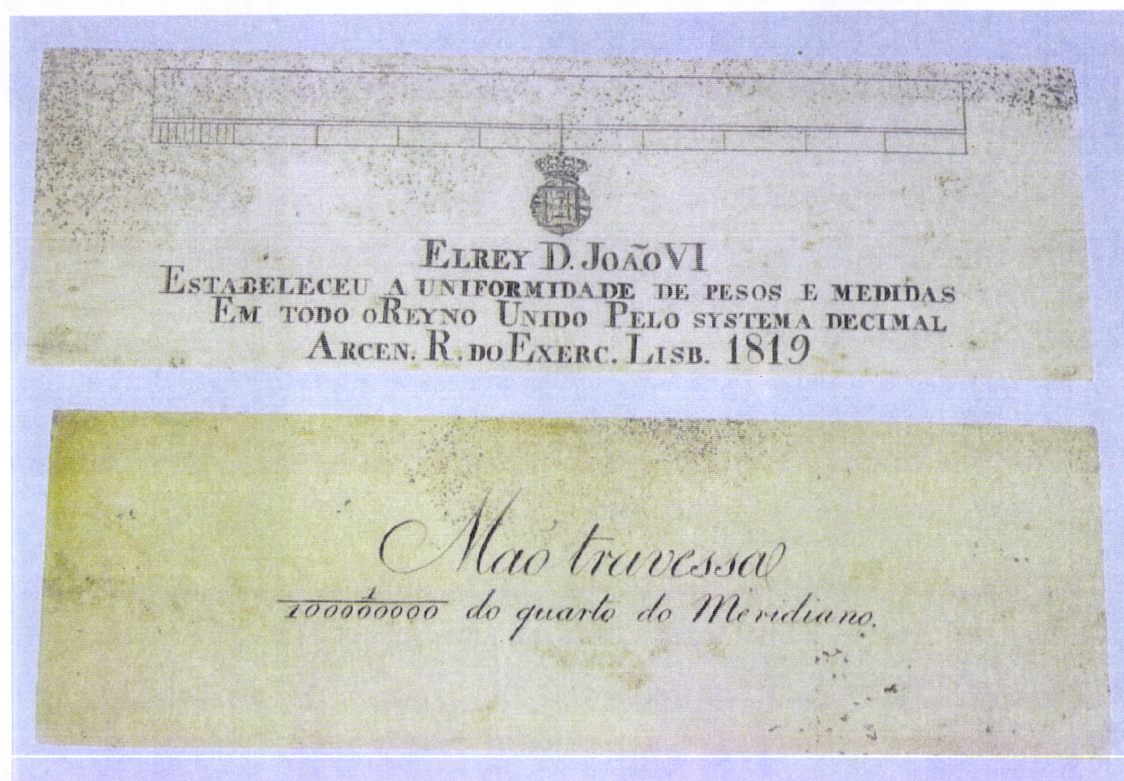 ELREY D. JOÃO VI
ESTABELECEU A UNIFORMIDADE DE PESOS E MEDIDAS
EM TODO O REYNO UNIDO PELO SYSTEMA DECIMAL
ARCEN. R. DO EXERC. LISB. 1819
Mão travessa
1/100000000 do quarto do Meridiano.